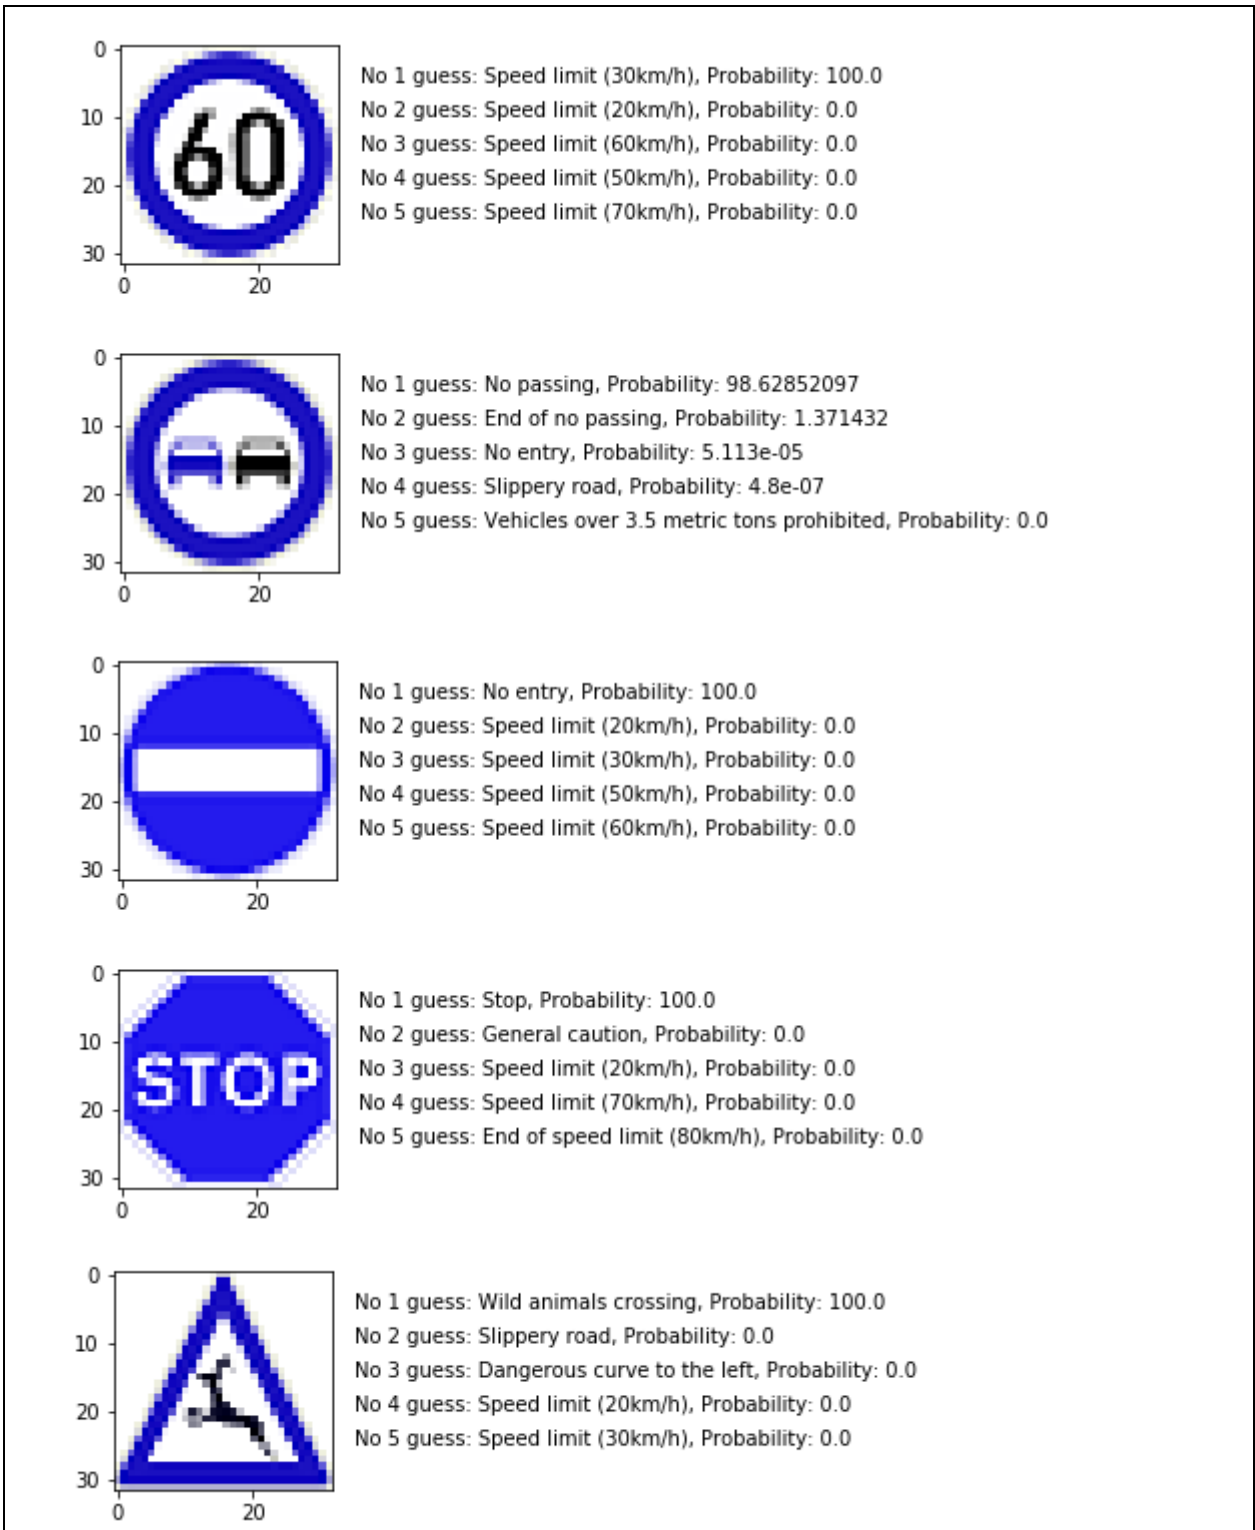 0
10
20
30
0
20
60
No 1 guess: Speed limit (30km/h), Probability: 100.0
No 2 guess: Speed limit (20km/h), Probability: 0.0
No 3 guess: Speed limit (60km/h), Probability: 0.0
No 4 guess: Speed limit (50km/h), Probability: 0.0
No 5 guess: Speed limit (70km/h), Probability: 0.0
0
10
20
30
0
20
No 1 guess: No passing, Probability: 98.62852097
No 2 guess: End of no passing, Probability: 1.371432
No 3 guess: No entry, Probability: 5.113e-05
No 4 guess: Slippery road, Probability: 4.8e-07
No 5 guess: Vehicles over 3.5 metric tons prohibited, Probability: 0.0
0
10
20
30
0
20
No 1 guess: No entry, Probability: 100.0
No 2 guess: Speed limit (20km/h), Probability: 0.0
No 3 guess: Speed limit (30km/h), Probability: 0.0
No 4 guess: Speed limit (50km/h), Probability: 0.0
No 5 guess: Speed limit (60km/h), Probability: 0.0
0
10
20
30
0
20
STOP
No 1 guess: Stop, Probability: 100.0
No 2 guess: General caution, Probability: 0.0
No 3 guess: Speed limit (20km/h), Probability: 0.0
No 4 guess: Speed limit (70km/h), Probability: 0.0
No 5 guess: End of speed limit (80km/h), Probability: 0.0
0
10
20
30
0
20
No 1 guess: Wild animals crossing, Probability: 100.0
No 2 guess: Slippery road, Probability: 0.0
No 3 guess: Dangerous curve to the left, Probability: 0.0
No 4 guess: Speed limit (20km/h), Probability: 0.0
No 5 guess: Speed limit (30km/h), Probability: 0.0